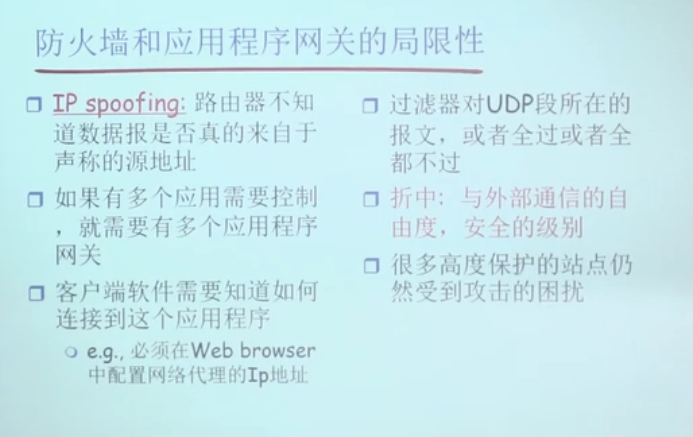 防火墙和应用程序网关的局限性
IP spoofing: 路由器不知
道数据报是否真的来自于
声称的源地址
如果有多个应用需要控制
，就需要有多个应用程序
网关
客户端软件需要知道如何
连接到这个应用程序
e.g., 必须在Web browser
中配置网络代理的Ip地址
过滤器对UDP段所在的
报文，或者全过或者全
都不过
折中: 与外部通信的自
由度，安全的级别
很多高度保护的站点仍
然受到攻击的困扰